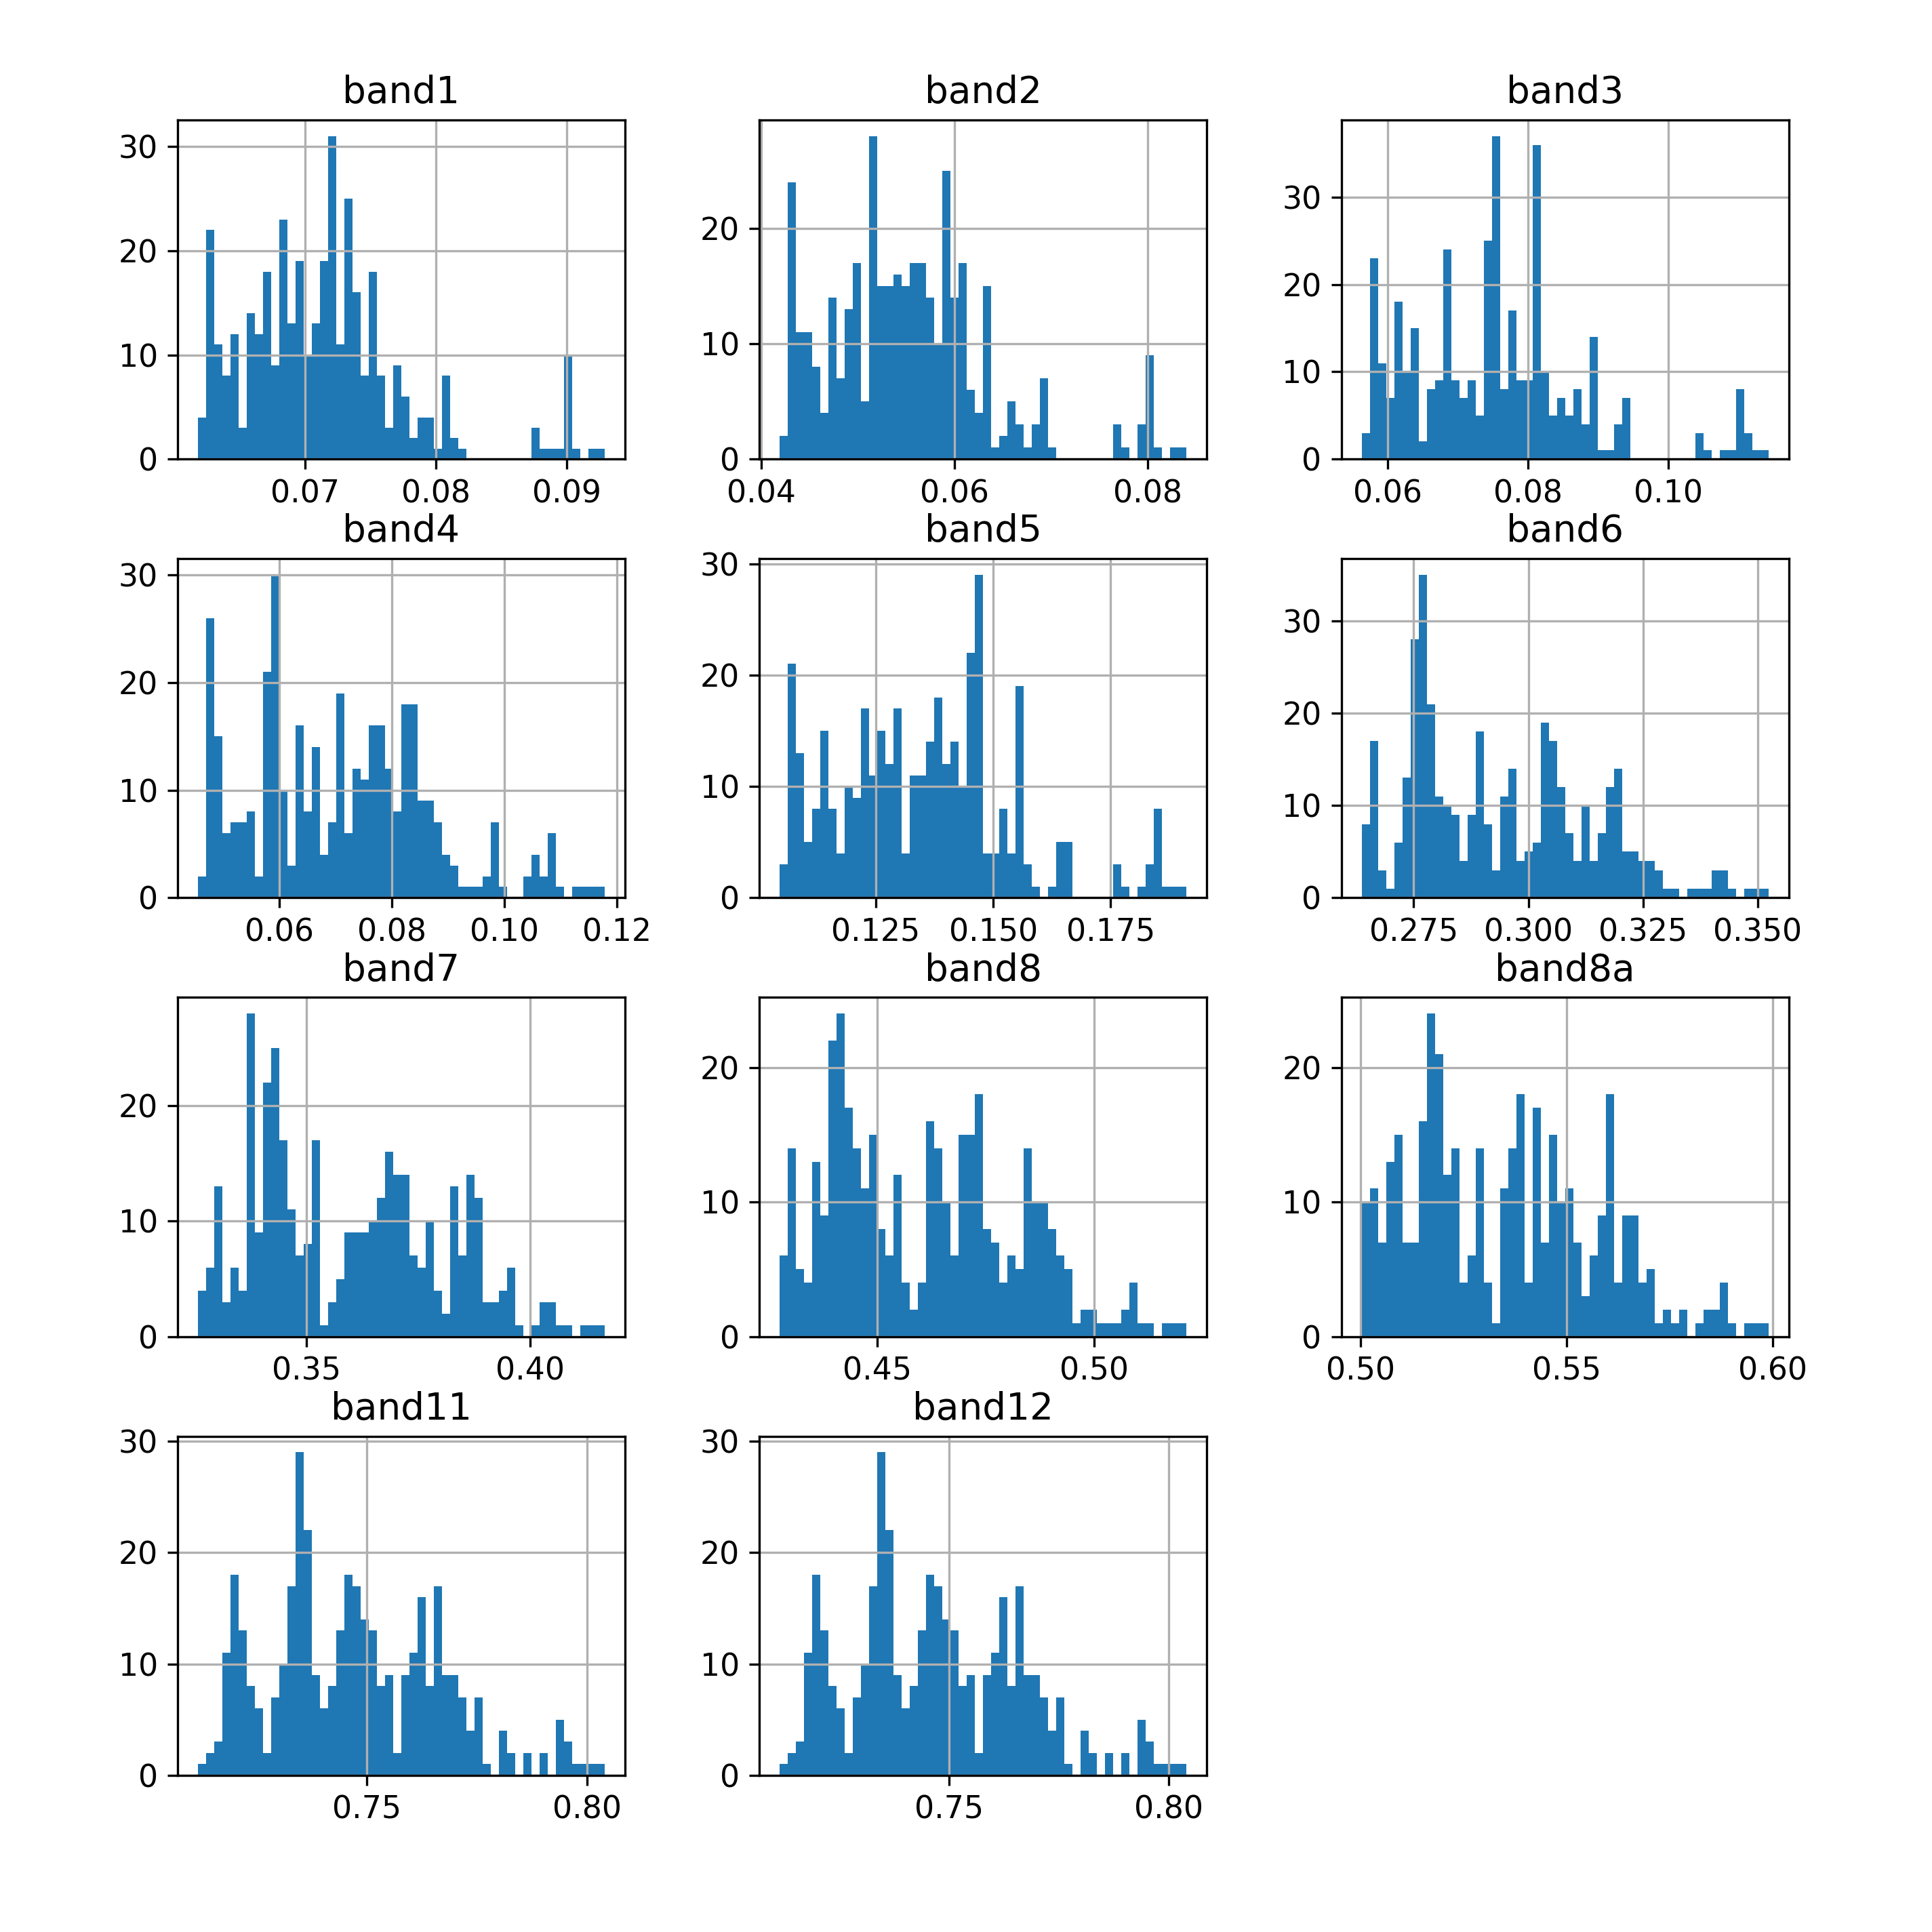 band1 band2 band3
30 20 10 0 20 10 0 30 20 10 0
0.07 0.08 0.09 0.04 0.06 0.08 0.06 0.08 0.10
band4 band5 band6
30 20 10 0 30 20 10 0 30 20 10 0
0.06 0.08 0.10 0.12 0.125 0.150 0.175 0.275 0.300 0.325 0.350
band7 band8 band8a
20 10 0 20 10 0 20 10 0
0.35 0.40 0.45 0.50 0.50 0.55 0.60
band11 band12
30 20 10 0 30 20 10 0
0.75 0.80 0.75 0.80